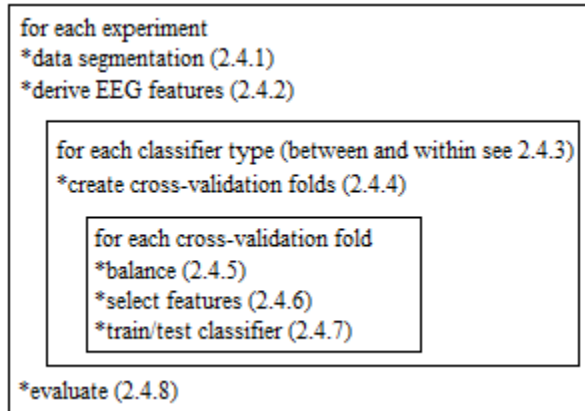 for each experiment
*data segmentation (2.4.1)
*derive EEG features (2.4.2)
for each classifier type (between and within see 2.4.3)
*create cross-validation folds (2.4.4)
for each cross-validation fold
*balance (2.4.5)
*select features (2.4.6)
*train/test classifier (2.4.7)
*evaluate (2.4.8)